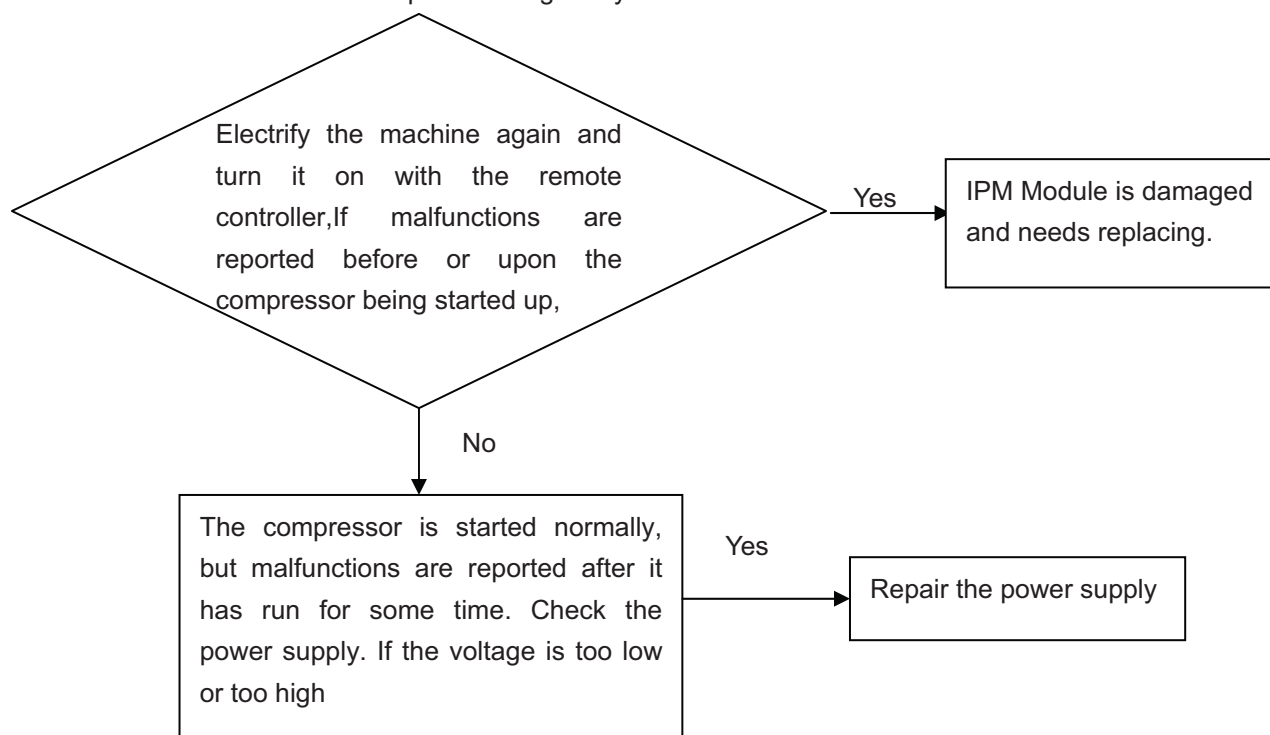 Electrify the machine again and
turn it on with the remote
controller,If malfunctions are
reported before or upon the
compressor being started up,
Yes
IPM Module is damaged
and needs replacing.
No
The compressor is started normally,
but malfunctions are reported after it
has run for some time. Check the
power supply. If the voltage is too low
or too high
Yes
Repair the power supply